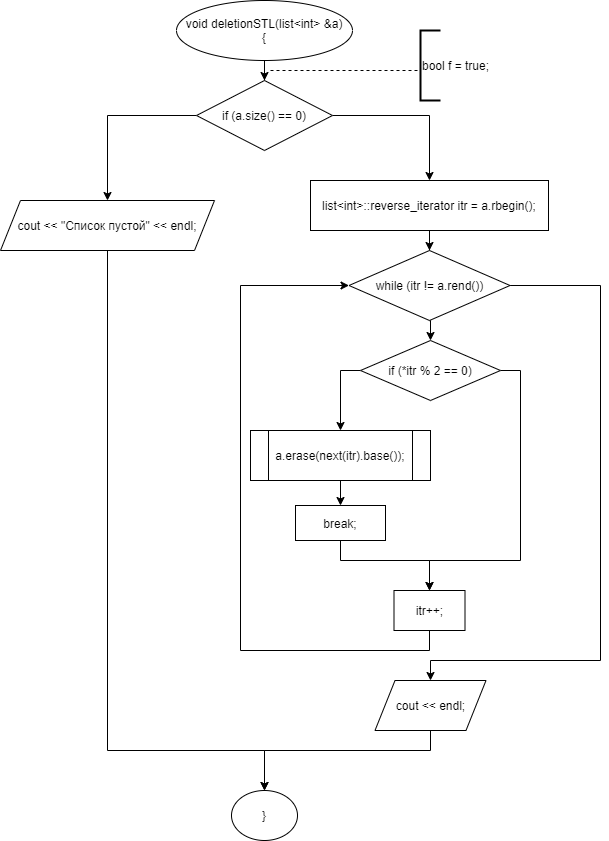 void deletionSTL(list<int> &a)
{
bool f = true;
if (a.size() == 0)
cout << "Список пустой" << endl;
list<int>::reverse_iterator itr = a.rbegin();
while (itr != a.rend())
if (*itr % 2 == 0)
a.erase(next(itr).base());
break;
itr++;
cout << endl;
}